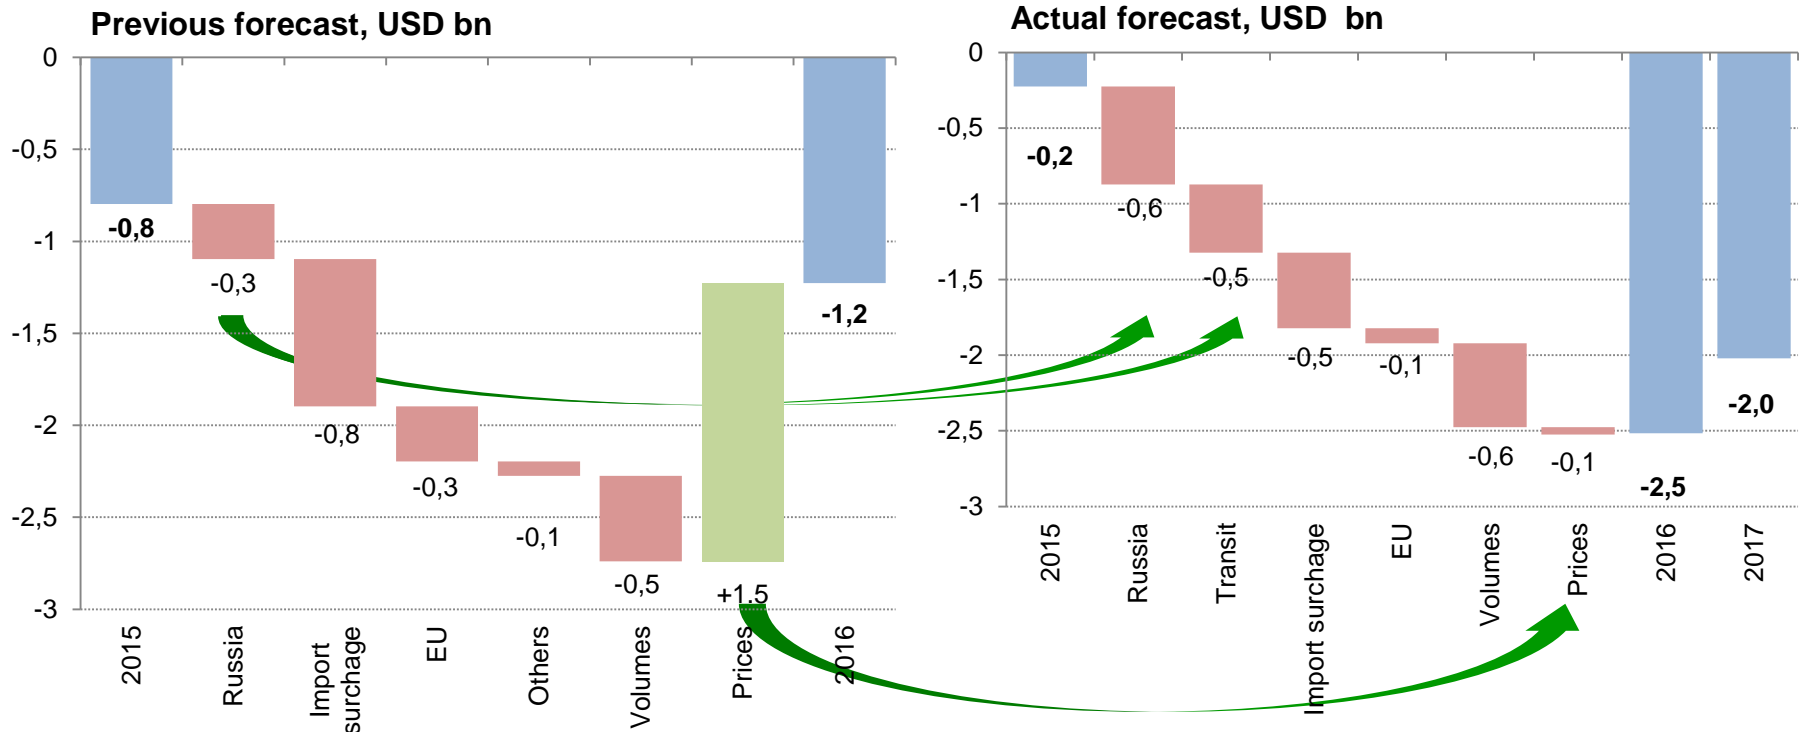 Previous forecast, USD bn
0
-0,5
-1
-1,5
-2
-2,5
-3
-0,8
-0,3
-0,8
-0,3
-0,1
-0,5
+1.5
-1,2
2015
Russia
Import
surchage
EU
Others
Volumes
Prices
2016
Actual forecast, USD  bn
0
-0,5
-1
-1,5
-2
-2,5
-3
-0,2
-0,6
-0,5
-0,5
-0,1
-0,6
-0,1
-2,5
-2,0
2015
Russia
Transit
Import surchage
EU
Volumes
Prices
2016
2017